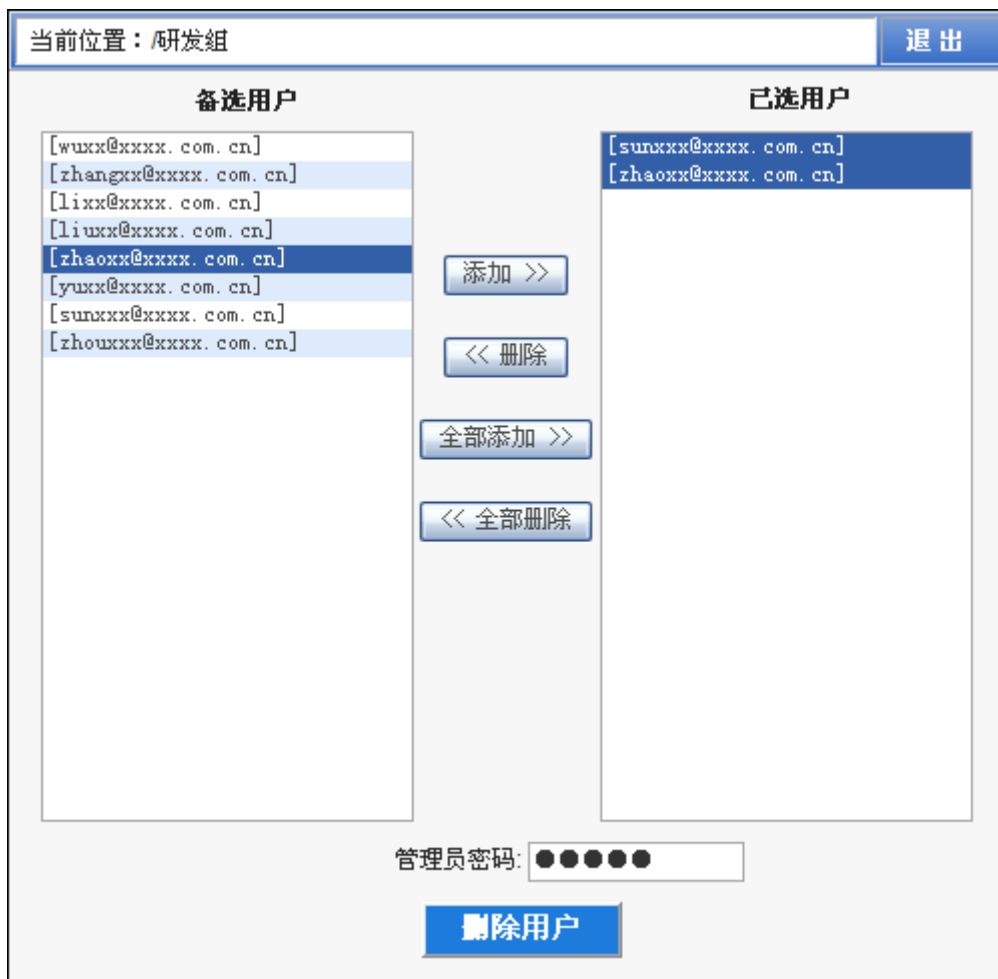 当前位置：/研发组
退 出
备选用户
[wuxx@xxxx.com.cn]
[zhangxx@xxxx.com.cn]
[lixx@xxxx.com.cn]
[liuxx@xxxx.com.cn]
[zhaoxx@xxxx.com.cn]
[yuxx@xxxx.com.cn]
[sunxxx@xxxx.com.cn]
[zhouxxx@xxxx.com.cn]
添加 >>
<< 删除
全部添加 >>
<< 全部删除
已选用户
[sunxxx@xxxx.com.cn]
[zhaoxx@xxxx.com.cn]
管理员密码: ●●●●●
删除用户